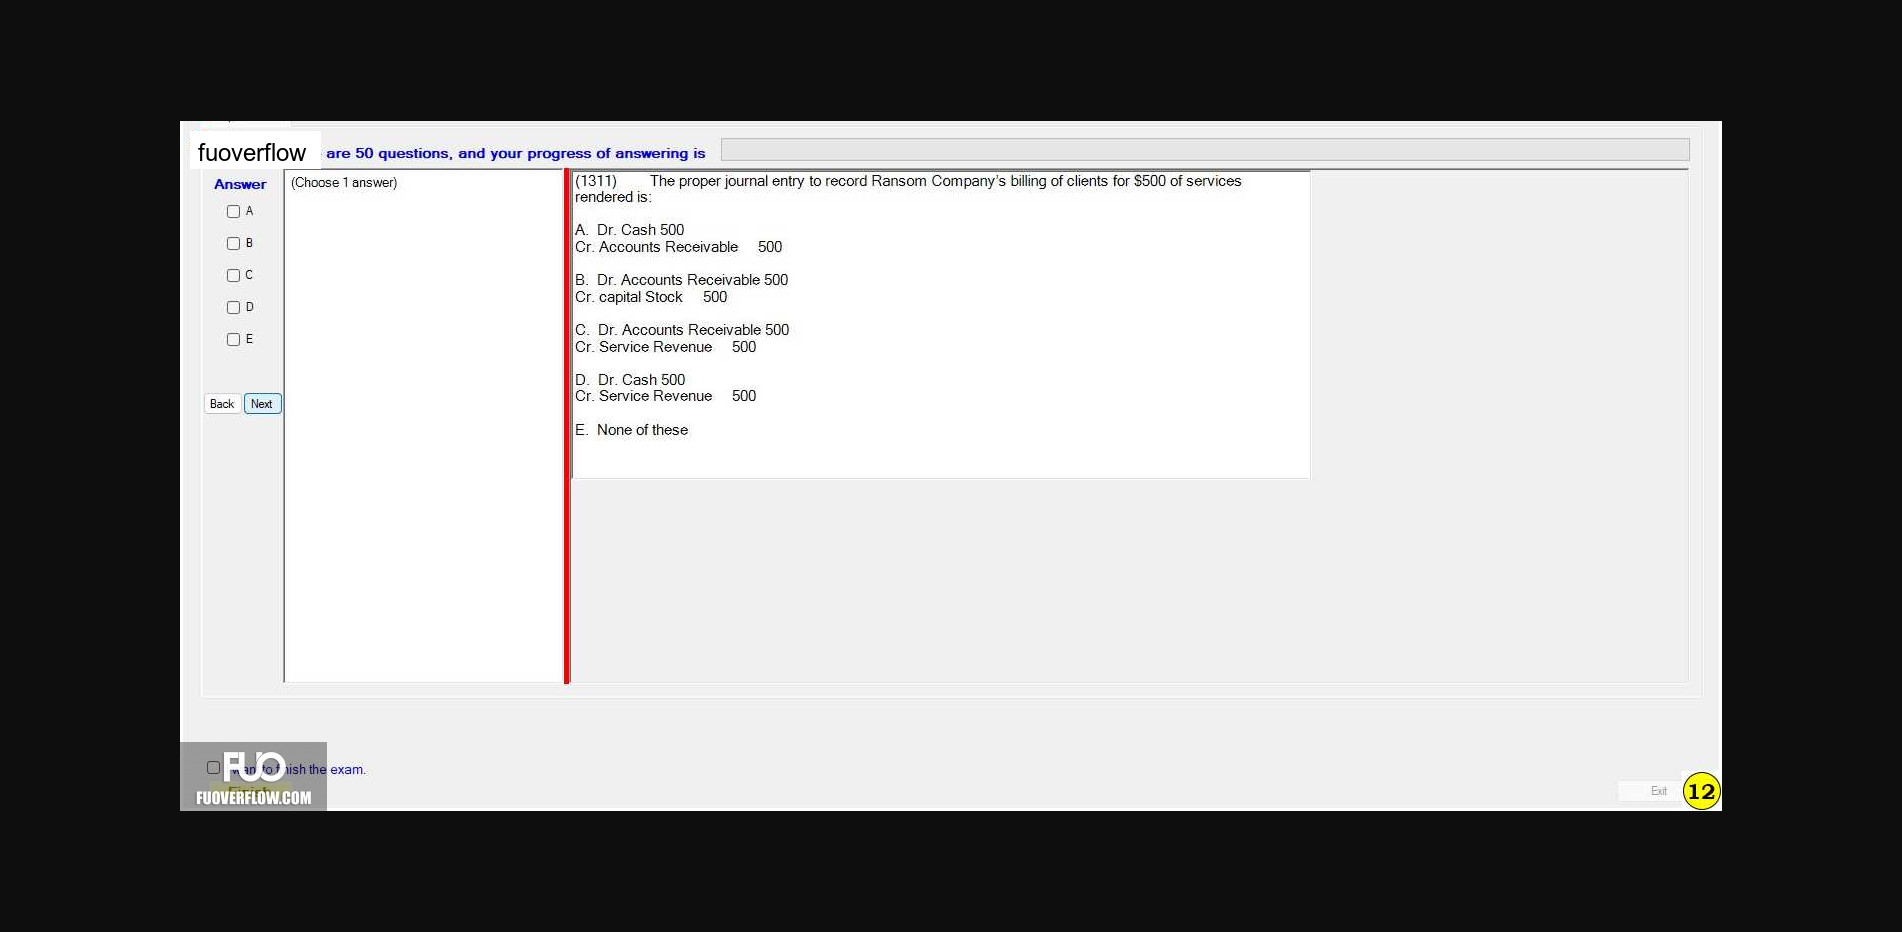 fuoverflow are 50 questions, and your progress of answering is
Answer
(Choose 1 answer)
A
B
C
D
E
Back Next
(1311) The proper journal entry to record Ransom Company's billing of clients for $500 of services
rendered is:
A. Dr. Cash 500
Cr. Accounts Receivable 500
B. Dr. Accounts Receivable 500
Cr. capital Stock 500
C. Dr. Accounts Receivable 500
Cr. Service Revenue 500
D. Dr. Cash 500
Cr. Service Revenue 500
E. None of these
FUO
want to finish the exam.
Finish
FUOVERFLOW.COM
Exit
12